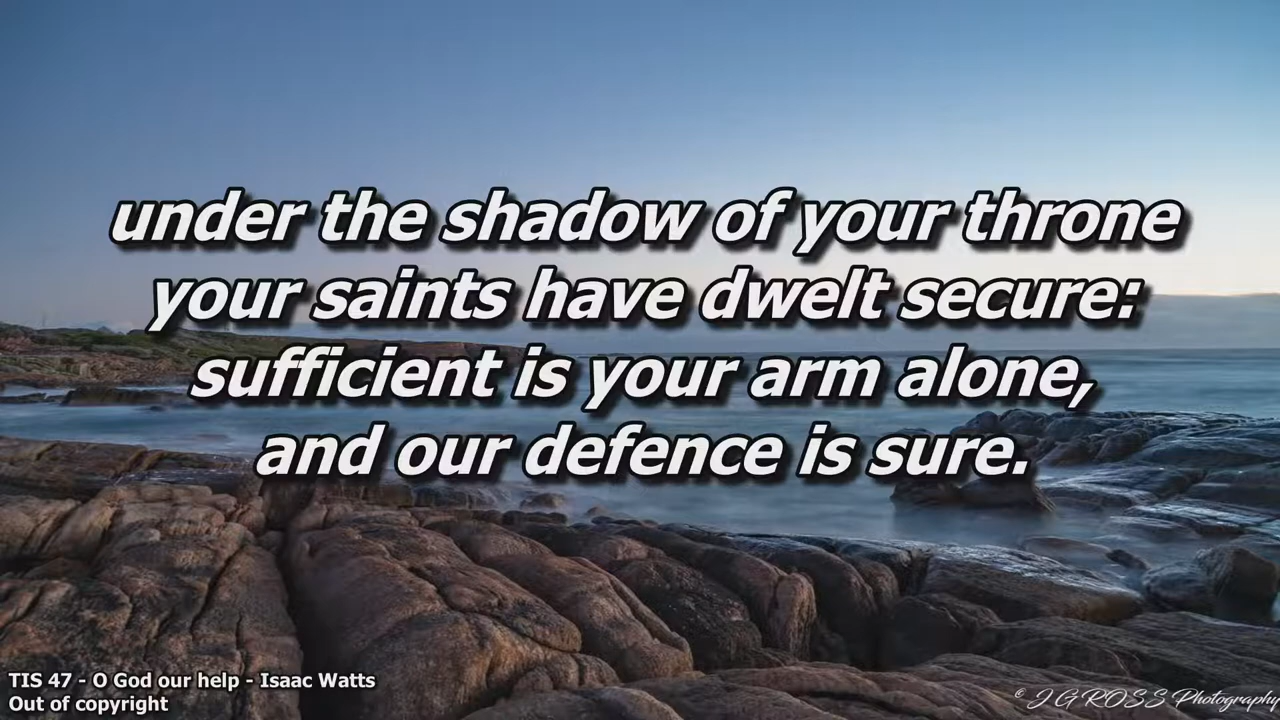 under the shadow of your throne
your saints have dwelt secure:
sufficient is your arm alone,
and our defence is sure.
TIS 47 - O God our help - Isaac Watts
Out of copyright
© J G ROSS Photography